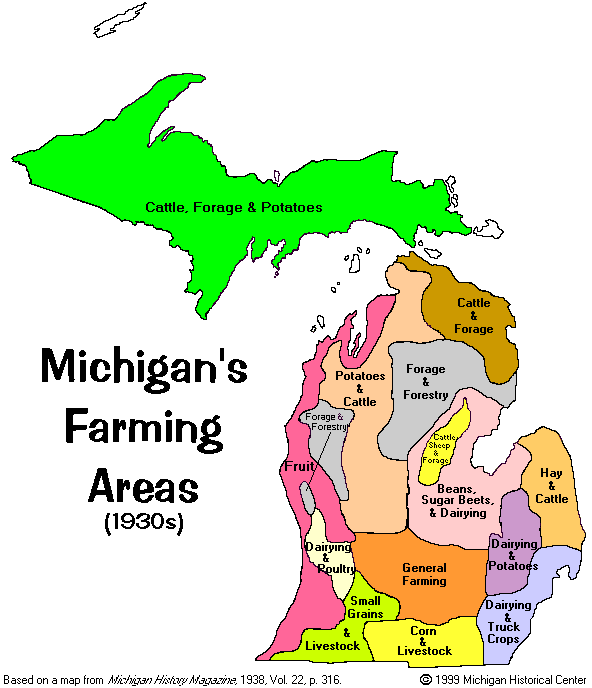 Cattle, Forage & Potatoes
Cattle
&
Forage
Michigan's
Farming
Areas
(1930s)
Potatoes
&
Cattle
Forage
&
Forestry
Forage &
Forestry
Fruit
Cattle
Sheep
&
Forage
Beans,
Sugar Beets,
& Dairying
Hay
&
Cattle
Dairying
&
Poultry
Dairying
&
Potatoes
General
Farming
Small
Grains
&
Livestock
Corn
&
Livestock
Dairying
&
Truck
Crops
Based on a map from Michigan History Magazine, 1938, Vol. 22, p. 316.
© 1999 Michigan Historical Center